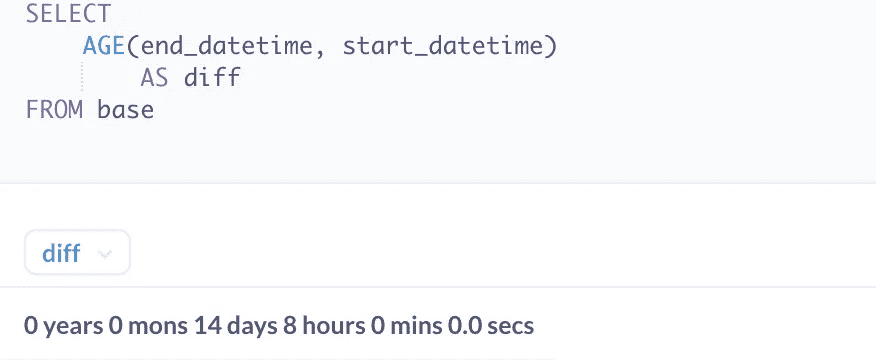 SELECT
AGE(end_datetime, start_datetime)
AS diff
FROM base
diff
0 years 0 mons 14 days 8 hours 0 mins 0.0 secs